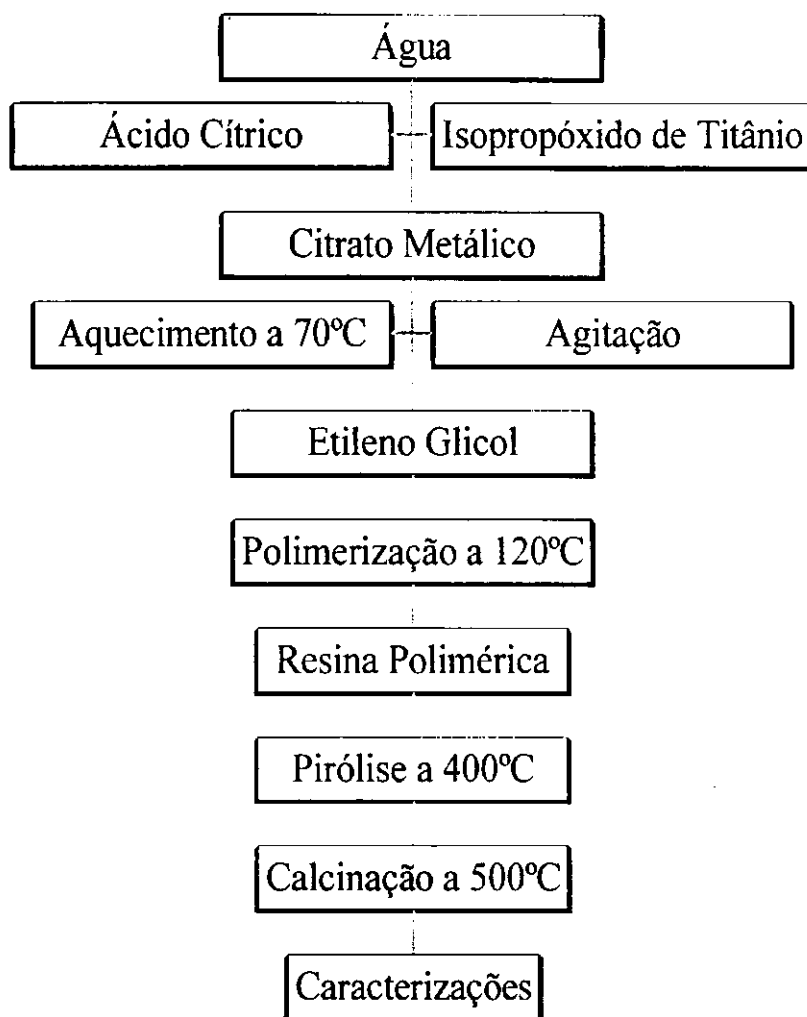 Água
Ácido Cítrico
Isopropóxido de Titânio
Citrato Metálico
Aquecimento a 70ºC
Agitação
Etileno Glicol
Polimerização a 120ºC
Resina Polimérica
Pirólise a 400ºC
Calcinação a 500ºC
Caracterizações